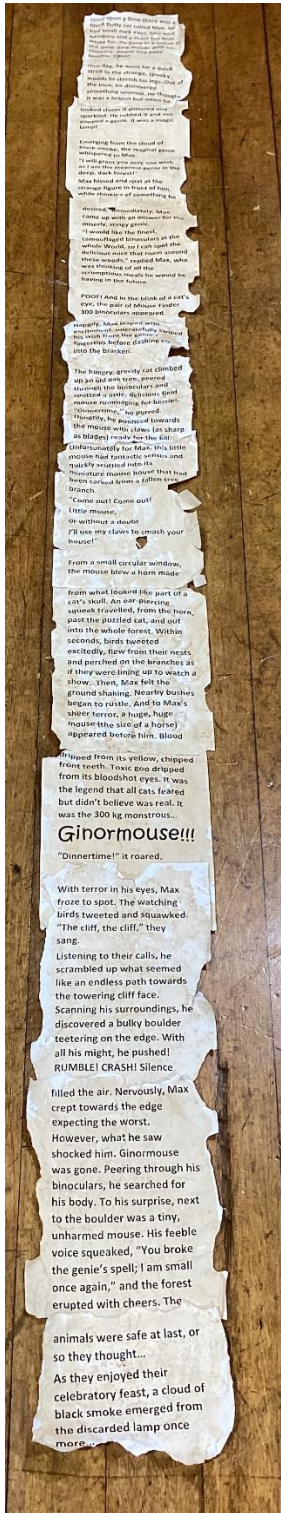 upon a time there was a
fluffy cat called Max.
had small dark eyes, two
whiskers and a
white fur.
One day, he went for a quick
stroll in the strange, spooky
woods to stretch his legs. Out of
the blue, he discovered
something unusual. He thought
it was a teapot but when he
looked closer it glittered and
sparkled. He rubbed it and out
popped a genie. It was a magic
lamp!
Emerging from the cloud of
black smoke, the magical genie
whispered to Max,
"I will grant you only one wish
as I am the meanest genie in the
deep, dark forest!"
Max hissed and spat at the
strange figure in front of him,
while thinking of something he
desired. Immediately, Max
came up with an answer for the
miserly, stingy genie.
"I would like the finest,
camouflaged binoculars in the
whole World, so I can spot the
delicious mice that roam around
these woods," replied Max, who
was thinking of all the
scrumptious meals he would be
having in the future.
POOF! And in the blink of a cat's
eye, the pair of Mouse Finder
300 binoculars appeared.
Happily, Max leaped with
excitement, ungratefully swiped
his wish from the genie's
fingertips before dashing
into the bracken.
The hungry, greedy cat climbed
up an old oak tree, peered
through the binoculars and
spotted a little, delicious field
mouse rummaging for berries.
"Dinnertime," he purred.
Hungrily, he pounced towards
the mouse with claws (as sharp
as blades) ready for the kill.
Unfortunately for Max, this little
mouse had fantastic senses and
quickly scuttled into its
miniature mouse house that had
been carved from a fallen tree
branch.
"Come out! Come out!
Little mouse,
or without a doubt
I'll use my claws to smash your
house!"
From a small circular window,
the mouse blew a horn made
from what looked like part of a
cat's skull. An ear-piercing
squeak travelled, from the horn,
past the puzzled cat, and out
into the whole forest. Within
seconds, birds tweeted
excitedly, flew from their nests
and perched on the branches as
if they were lining up to watch a
show. Then, Max felt the
ground shaking. Nearby bushes
began to rustle. And to Max's
sheer terror, a huge, huge
mouse (the size of a horse)
appeared before him. Blood
dripped from its yellow, chipped
front teeth. Toxic goo dripped
from its bloodshot eyes. It was
the legend that all cats feared
but didn't believe was real. It
was the 300 kg monstrous...
Ginormouse!!!
"Dinnertime!" it roared.
With terror in his eyes, Max
froze to spot. The watching
birds tweeted and squawked.
"The cliff, the cliff," they
sang.
Listening to their calls, he
scrambled up what seemed
like an endless path towards
the towering cliff face.
Scanning his surroundings, he
discovered a bulky boulder
teetering on the edge. With
all his might, he pushed!
RUMBLE! CRASH! Silence
filled the air. Nervously, Max
crept towards the edge
expecting the worst.
However, what he saw
shocked him. Ginormouse
was gone. Peering through his
binoculars, he searched for
his body. To his surprise, next
to the boulder was a tiny,
unharmed mouse. His feeble
voice squeaked, "You broke
the genie's spell; I am small
once again," and the forest
erupted with cheers. The
animals were safe at last, or
so they thought...
As they enjoyed their
celebratory feast, a cloud of
black smoke emerged from
the discarded lamp once
more...